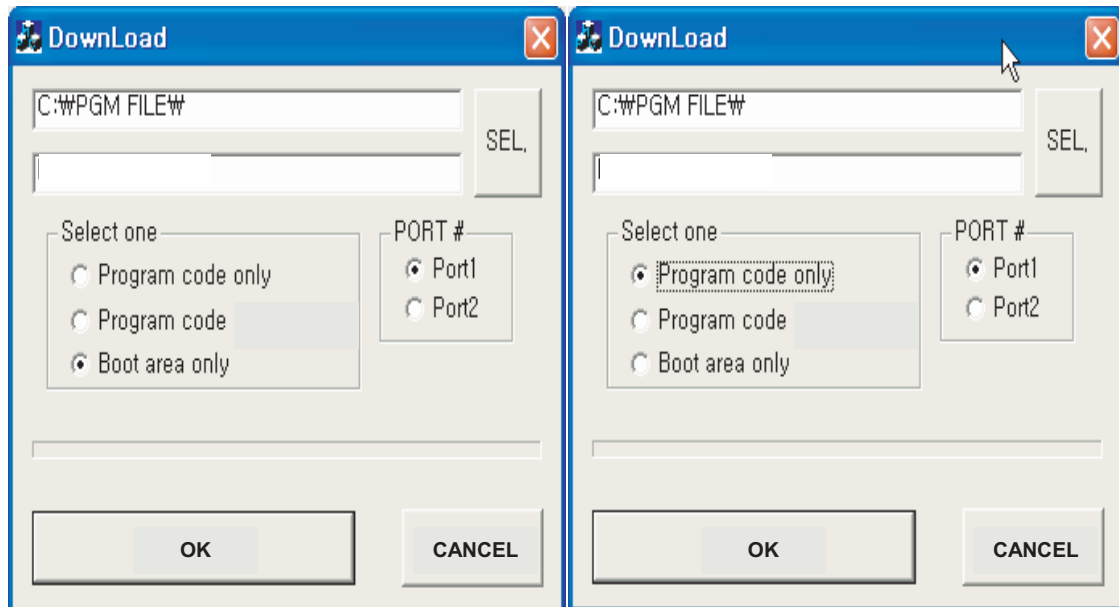 DownLoad
C:₩PGM FILE₩
SEL,
Select one
Program code only
Program code
Boot area only
PORT #
Port1
Port2
OK
CANCEL
DownLoad
C:₩PGM FILE₩
SEL,
Select one
Program code only
Program code
Boot area only
PORT #
Port1
Port2
OK
CANCEL